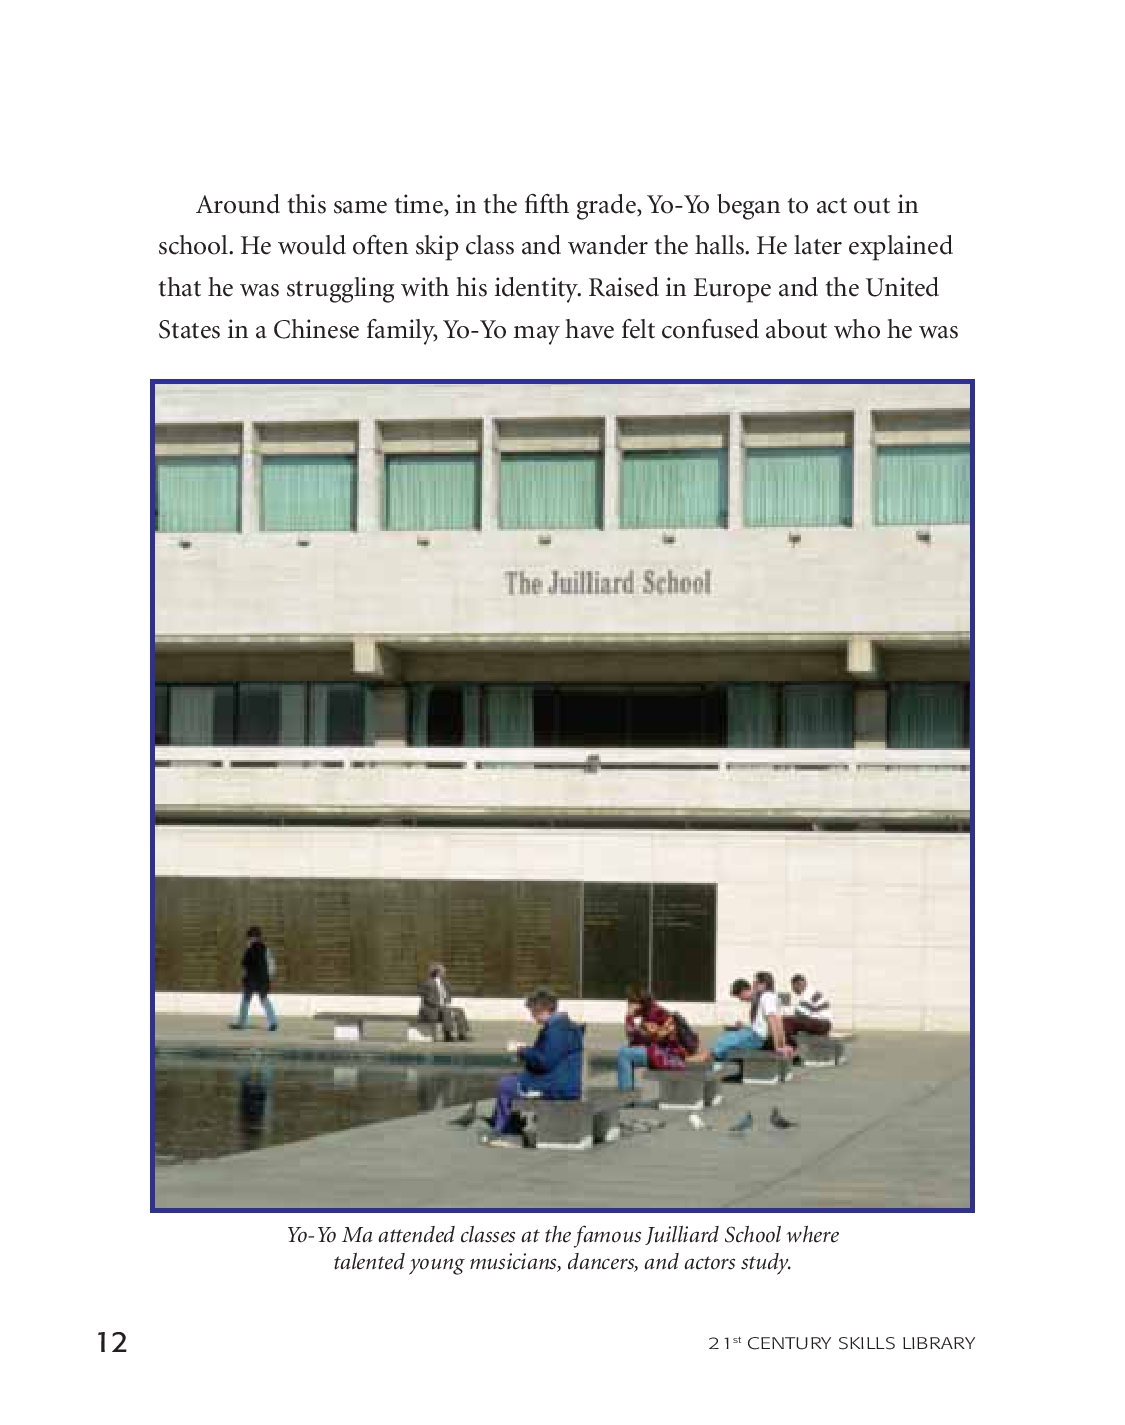 Around this same time, in the fifth grade, Yo-Yo began to act out in
school. He would often skip class and wander the halls. He later explained
that he was struggling with his identity. Raised in Europe and the United
States in a Chinese family, Yo-Yo may have felt confused about who he was
The Juilliard School
Yo-Yo Ma attended classes at the famous Juilliard School where
talented young musicians, dancers, and actors study.
12
21st CENTURY SKILLS LIBRARY